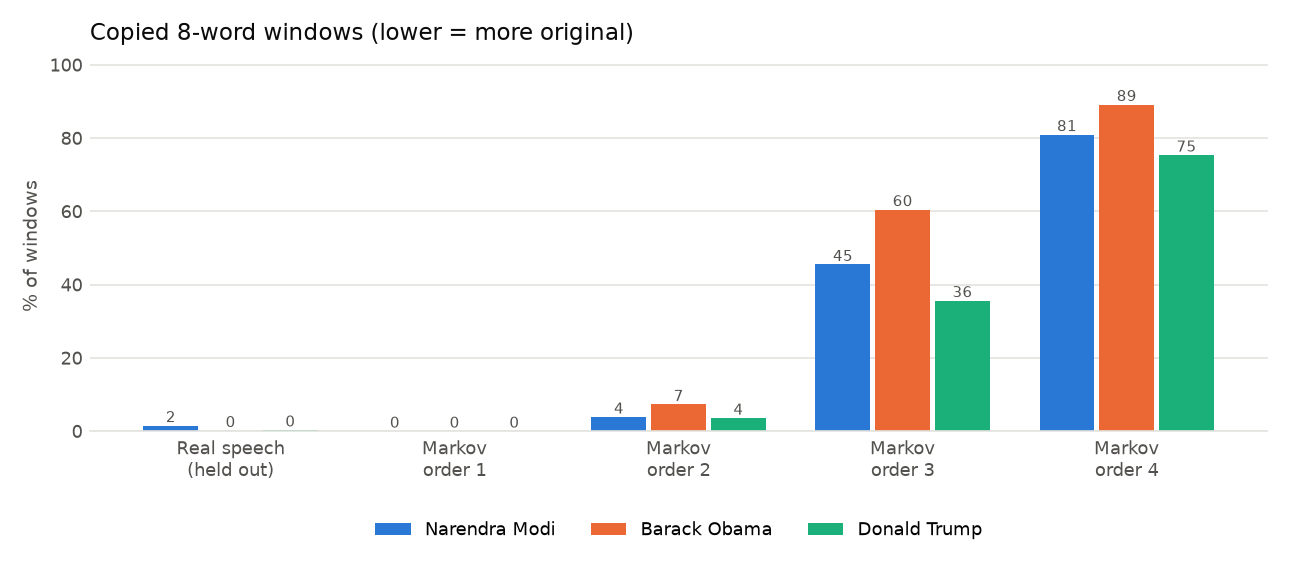 Copied 8-word windows (lower = more original)
100
80
60
40
20
0
% of windows
2
0
0
0
0
0
4
7
4
45
60
36
81
89
75
Real speech
(held out)
Markov
order 1
Markov
order 2
Markov
order 3
Markov
order 4
Narendra Modi
Barack Obama
Donald Trump